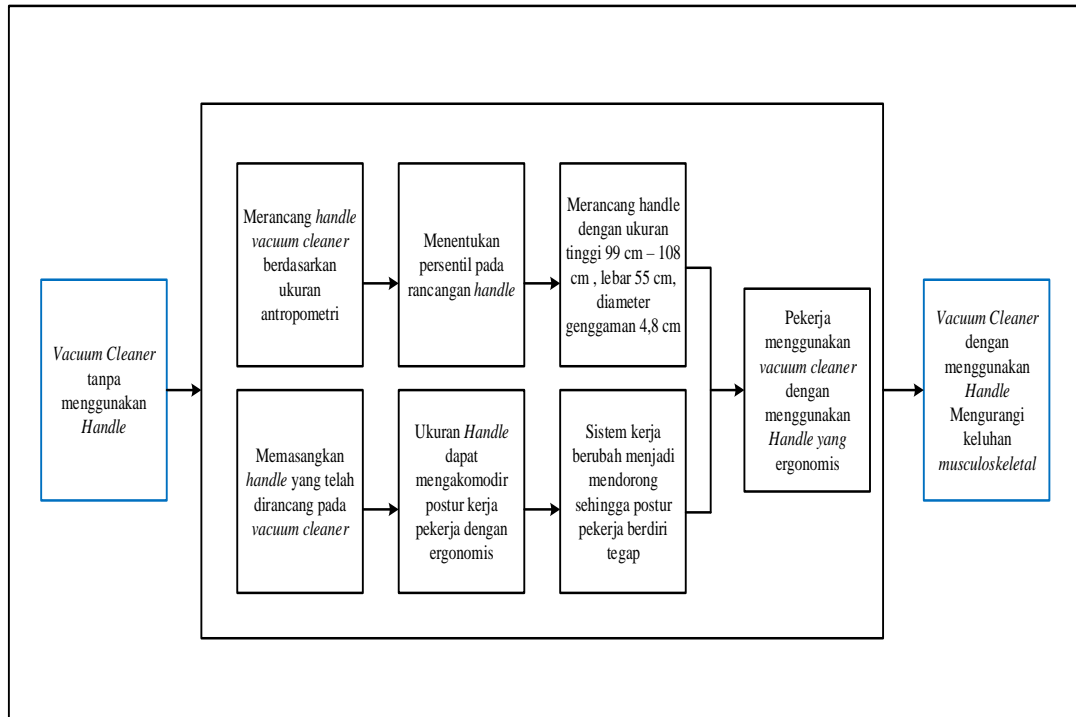 Vacuum Cleaner
tanpa
menggunakan
Handle
Merancang handle
vacuum cleaner
berdasarkan
ukuran
antropometri
Menentukan
persentil pada
rancangan handle
Merancang handle
dengan ukuran
tinggi 99 cm – 108
cm , lebar 55 cm,
diameter
genggaman 4,8 cm
Memasangkan
handle yang telah
dirancang pada
vacuum cleaner
Ukuran Handle
dapat
mengakomodir
postur kerja
pekerja dengan
ergonomis
Sistem kerja
berubah menjadi
mendorong
sehingga postur
pekerja berdiri
tegap
Pekerja
menggunakan
vacuum cleaner
dengan
menggunakan
Handle yang
ergonomis
Vacuum Cleaner
dengan
menggunakan
Handle
Mengurangi
keluhan
musculoskeletal